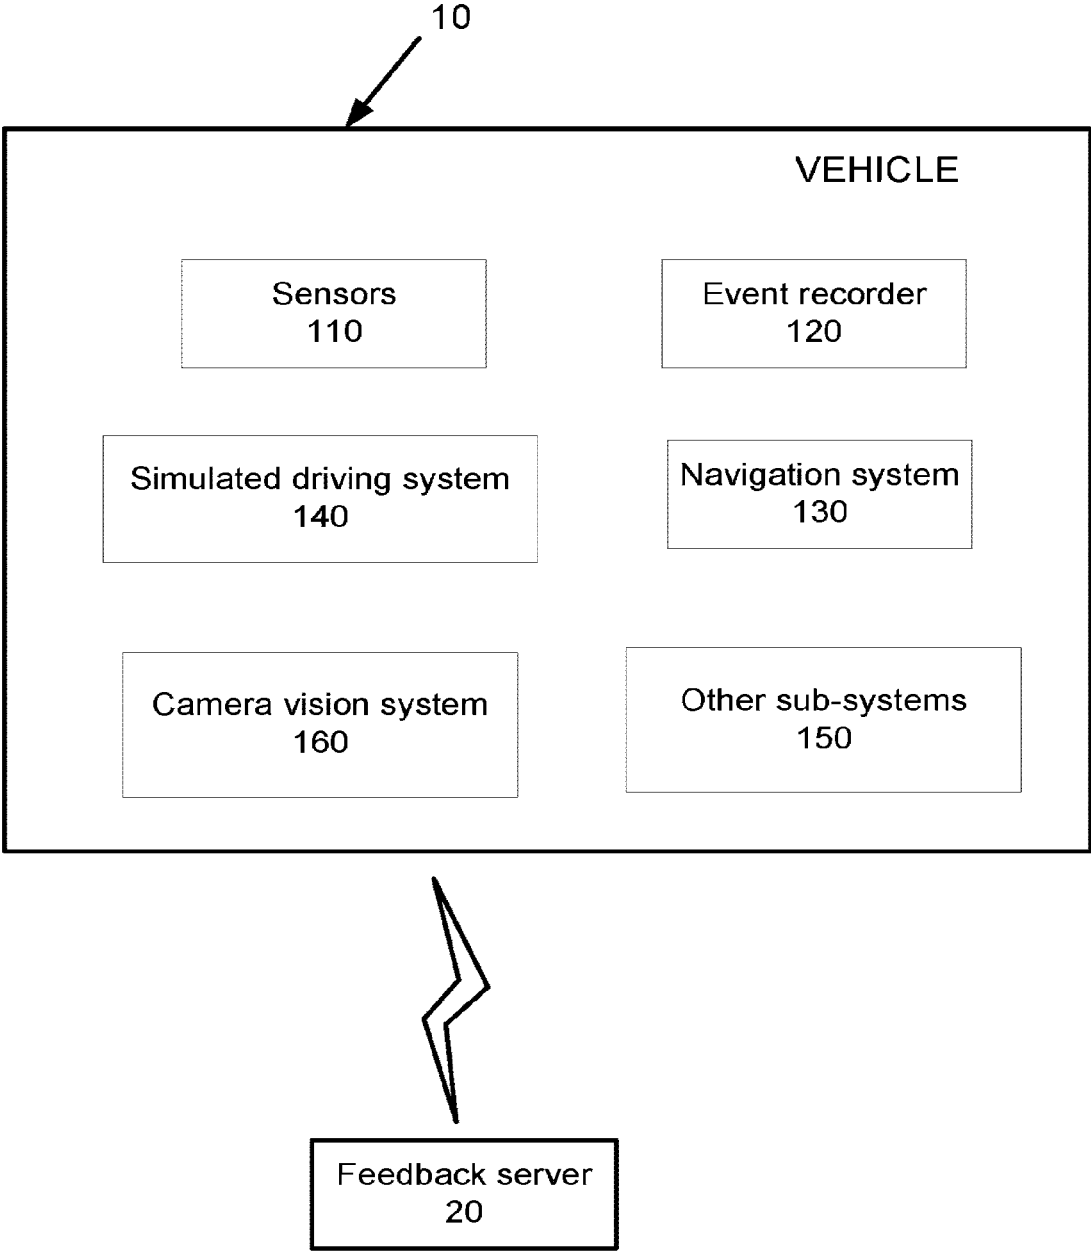 10
VEHICLE
Sensors
110
Event recorder
120
Simulated driving system
140
Navigation system
130
Camera vision system
160
Other sub-systems
150
Feedback server
20